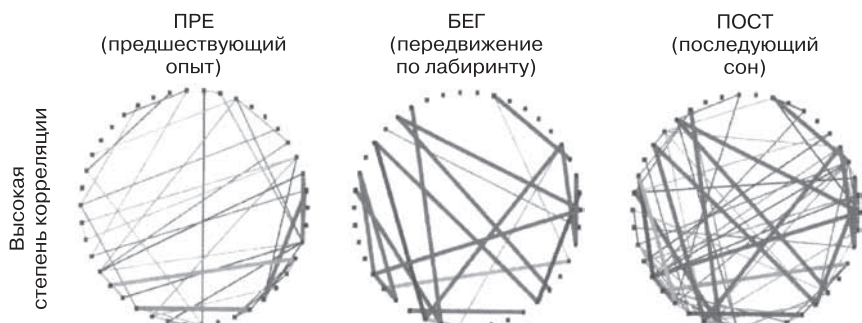 ПРЕ
(предшествующий
опыт)
БЕГ
(передвижение
по лабиринту)
ПОСТ
(последующий
сон)
Высокая
степень корреляции